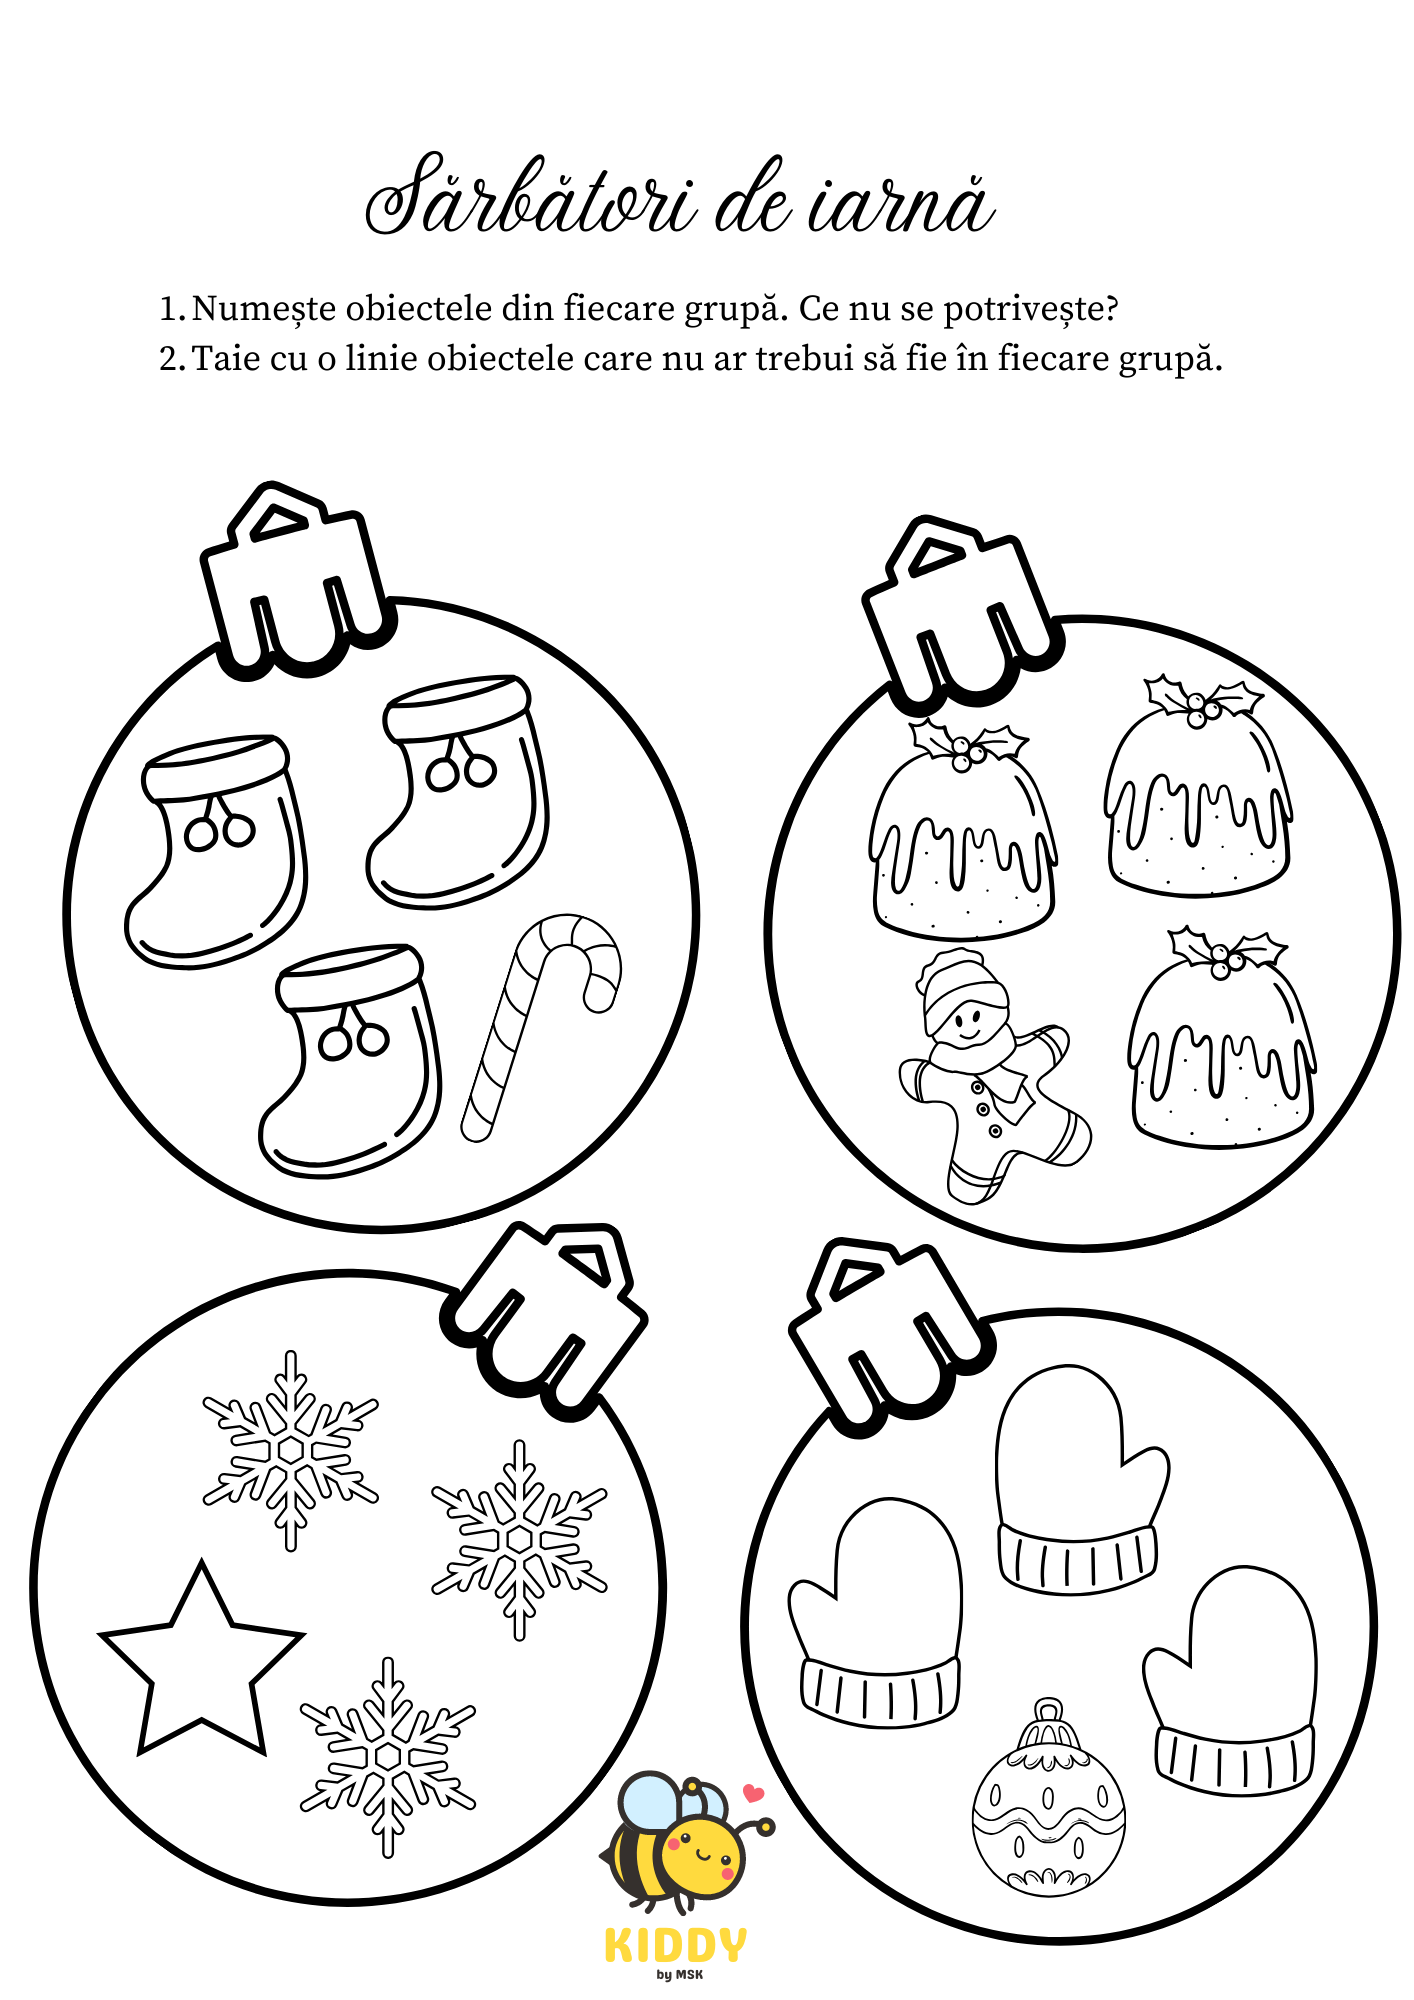 Sărbători de iarnă
1. Numește obiectele din fiecare grupă. Ce nu se potrivește?
2. Taie cu o linie obiectele care nu ar trebui să fie în fiecare grupă.
KIDDY
by MSK